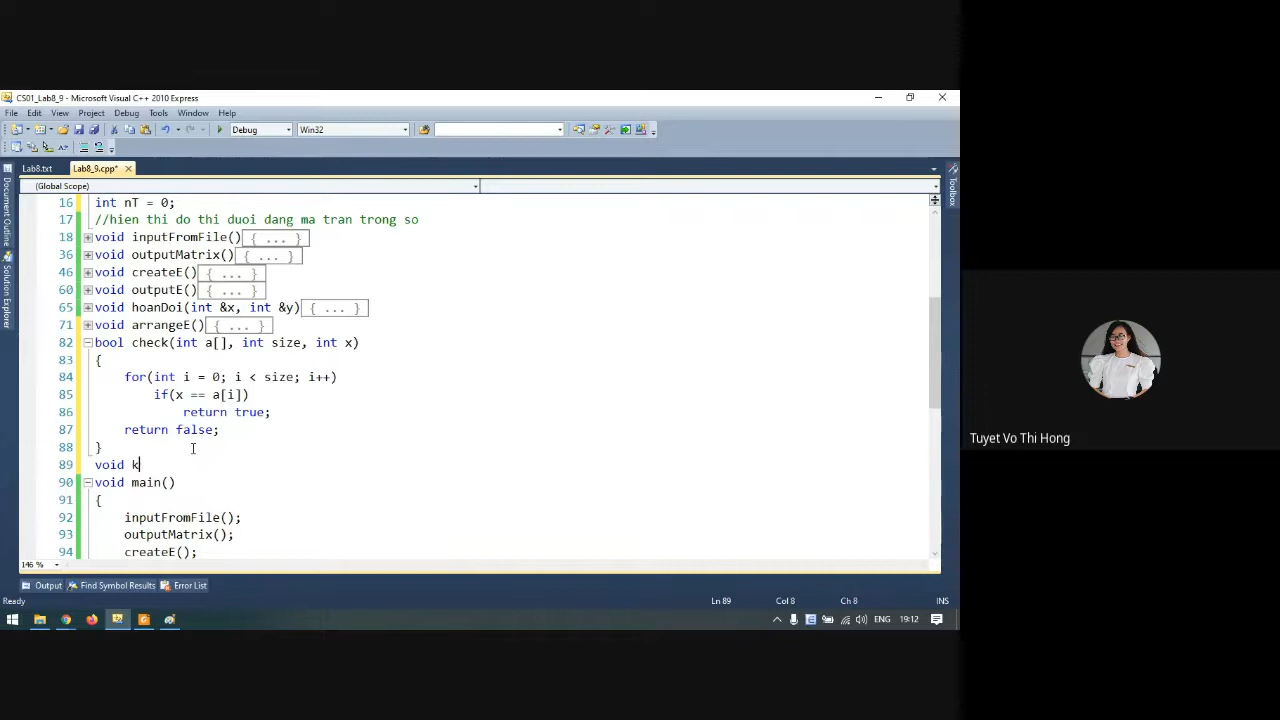 CS01_Lab8_9 - Microsoft Visual C++ 2010 Express
File Edit View Project Debug Tools Window Help
Debug Win32
Lab8.txt Lab8_9.cpp*
(Global Scope)
16 int nT = 0;
17 //hien thi do thi duoi dang ma tran trong so
18 void inputFromFile(){ ... }
36 void outputMatrix(){ ... }
46 void createE(){ ... }
60 void outputE(){ ... }
65 void hoanDoi(int &x, int &y){ ... }
71 void arrangeE(){ ... }
82 bool check(int a[], int size, int x)
83 {
84 for(int i = 0; i < size; i++)
85 if(x == a[i])
86 return true;
87 return false;
88 }
89 void k
90 void main()
91 {
92 inputFromFile();
93 outputMatrix();
94 createE();
146 %
Output Find Symbol Results Error List
Ready Ln 89 Col 8 Ch 8 INS
ENG 19:12
Document Outline
Solution Explorer
Toolbox
Tuyet Vo Thi Hong